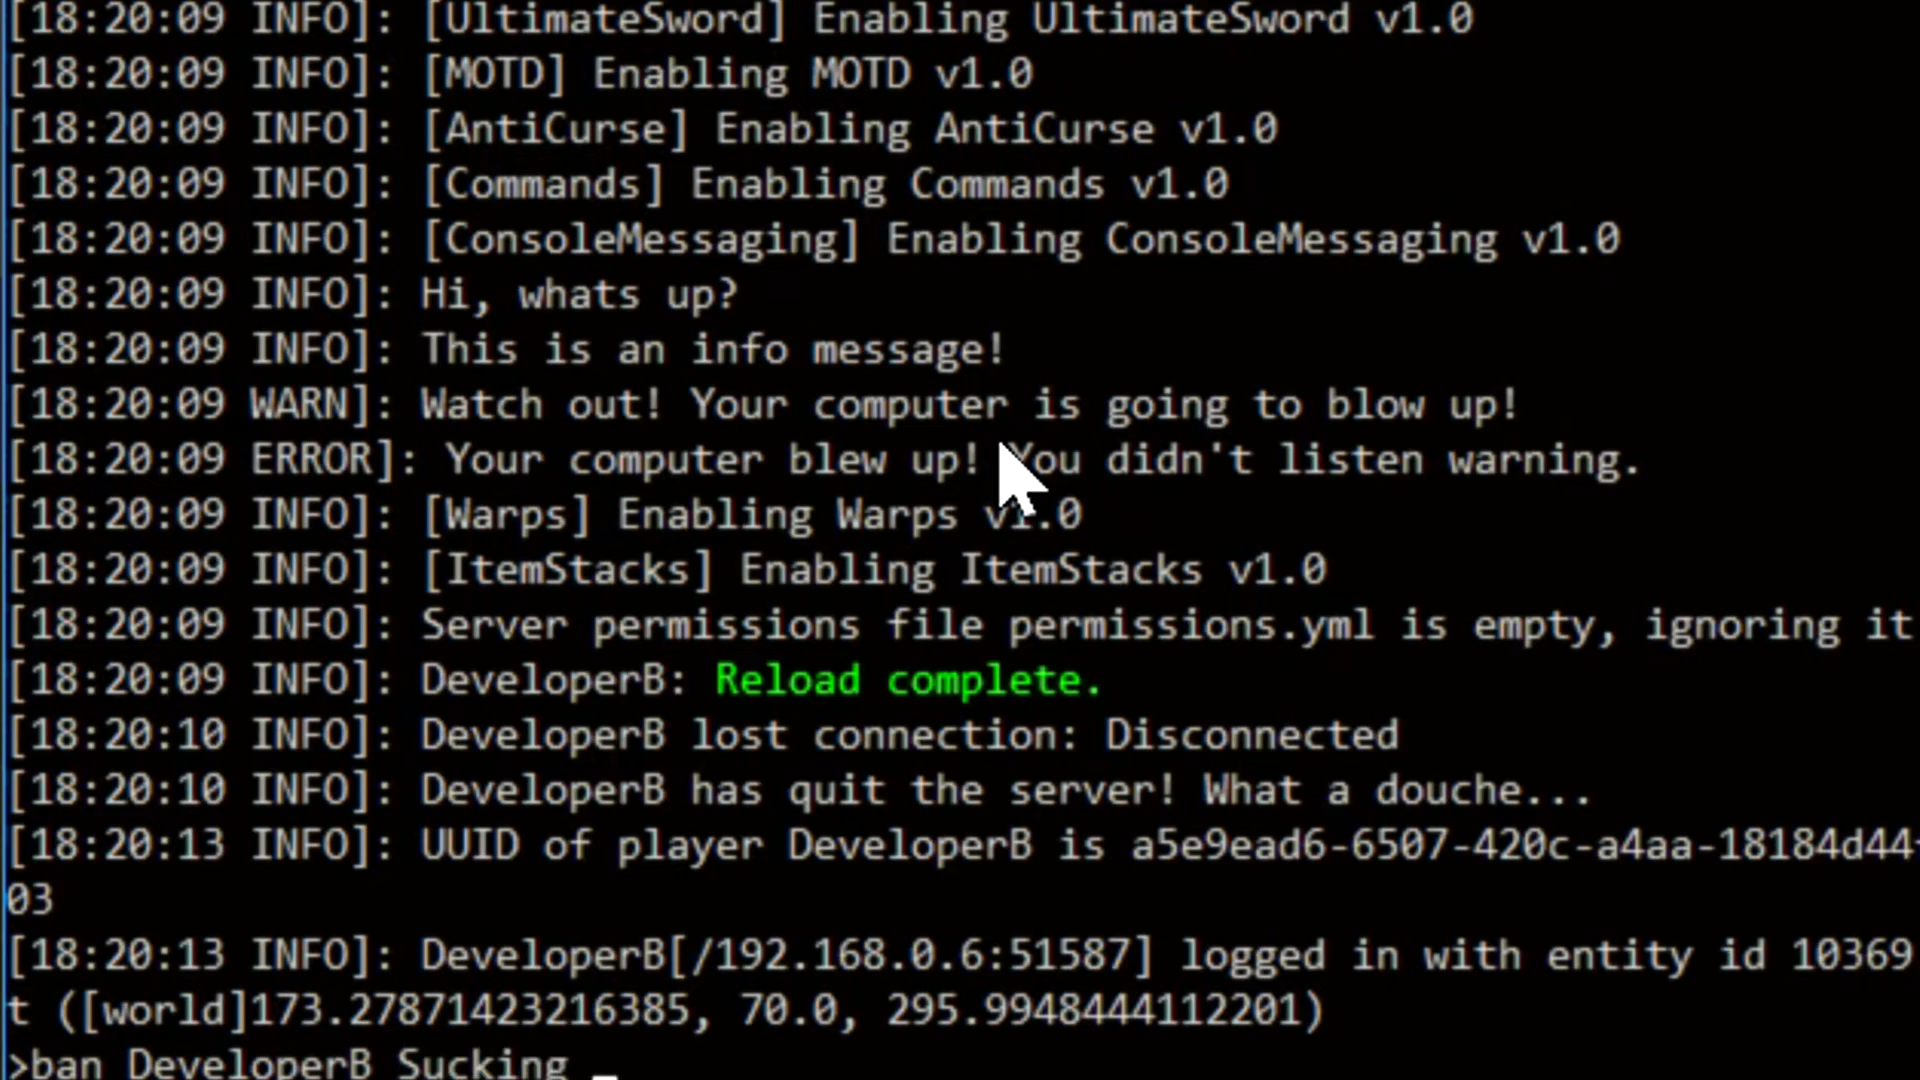 [18:20:09 INFO]: [UltimateSword] Enabling UltimateSword v1.0
[18:20:09 INFO]: [MOTD] Enabling MOTD v1.0
[18:20:09 INFO]: [AntiCurse] Enabling AntiCurse v1.0
[18:20:09 INFO]: [Commands] Enabling Commands v1.0
[18:20:09 INFO]: [ConsoleMessaging] Enabling ConsoleMessaging v1.0
[18:20:09 INFO]: Hi, whats up?
[18:20:09 INFO]: This is an info message!
[18:20:09 WARN]: Watch out! Your computer is going to blow up!
[18:20:09 ERROR]: Your computer blew up! You didn't listen warning.
[18:20:09 INFO]: [Warps] Enabling Warps v1.0
[18:20:09 INFO]: [ItemStacks] Enabling ItemStacks v1.0
[18:20:09 INFO]: Server permissions file permissions.yml is empty, ignoring it
[18:20:09 INFO]: DeveloperB: Reload complete.
[18:20:10 INFO]: DeveloperB lost connection: Disconnected
[18:20:10 INFO]: DeveloperB has quit the server! What a douche...
[18:20:13 INFO]: UUID of player DeveloperB is a5e9ead6-6507-420c-a4aa-18184d44
03
[18:20:13 INFO]: DeveloperB[/192.168.0.6:51587] logged in with entity id 10369
t ([world]173.27871423216385, 70.0, 295.9948444112201)
>ban DeveloperB Sucking _